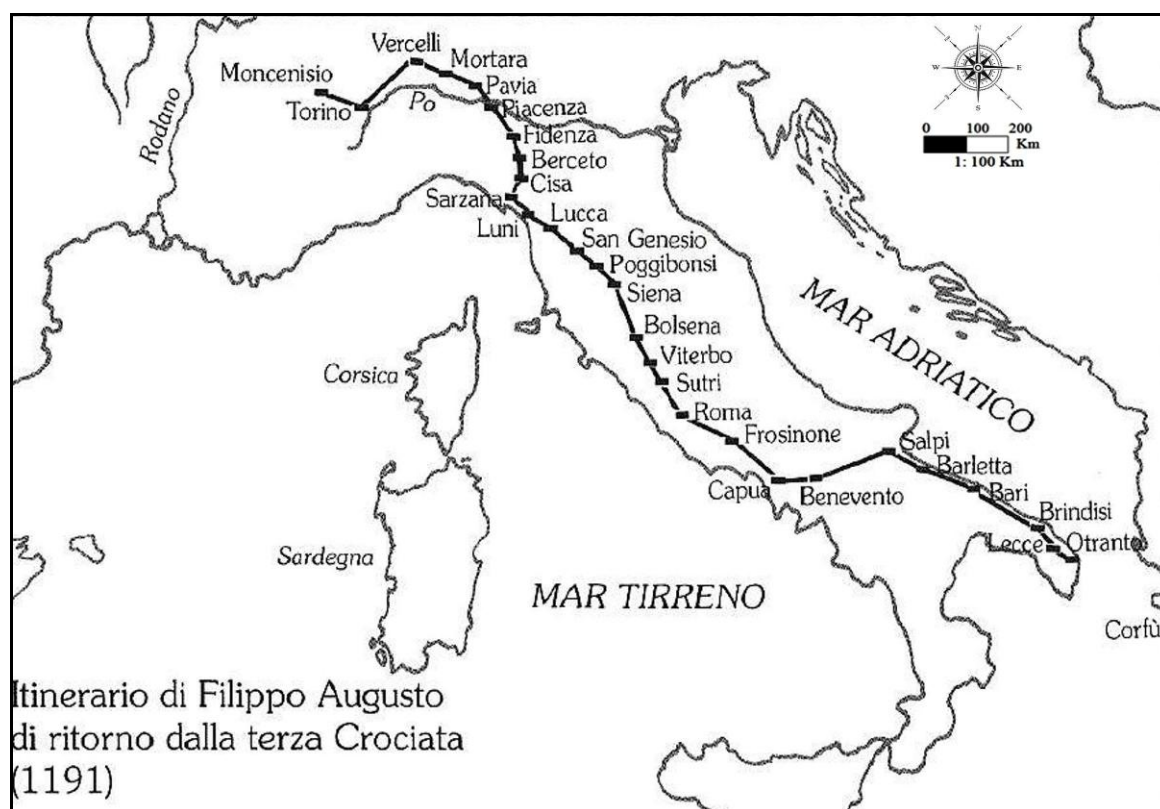 Vercelli
Mortara
Moncenisio
Pavia
Torino
Po
Piacenza
Rodano
Fidenza
Berceto
Cisa
Sarzana
Luni
Lucca
San Genesio
Poggibonsi
Siena
Bolsena
Viterbo
Sutri
Roma
Frosinone
Capua
Benevento
Salpi
Barletta
Bari
Brindisi
Lecce
Otranto
Corfù
Corsica
Sardegna
MAR ADRIATICO
MAR TIRRENO
N
W
E
S
0 100 200
Km
1: 100 Km
Itinerario di Filippo Augusto
di ritorno dalla terza Crociata
(1191)